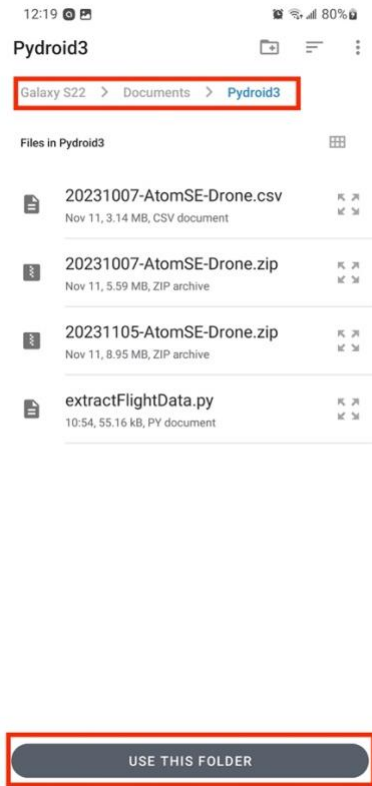 12:19 80%
Pydroid3
Galaxy S22 > Documents > Pydroid3
Files in Pydroid3
20231007-AtomSE-Drone.csv
Nov 11, 3.14 MB, CSV document
20231007-AtomSE-Drone.zip
Nov 11, 5.59 MB, ZIP archive
20231105-AtomSE-Drone.zip
Nov 11, 8.95 MB, ZIP archive
extractFlightData.py
10:54, 55.16 kB, PY document
USE THIS FOLDER